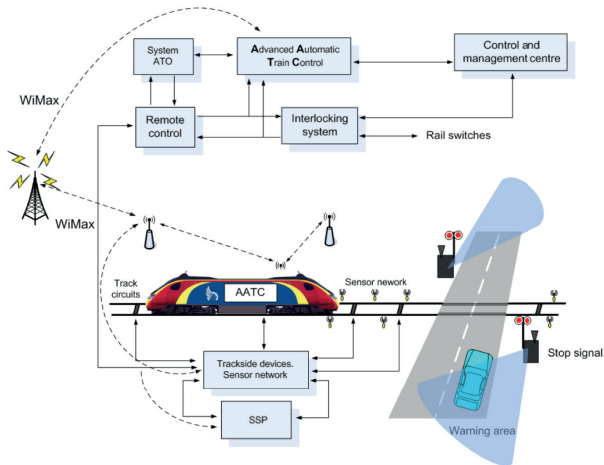 System
ATO
Advanced Automatic
Train Control
Control and
management centre
WiMax
Remote
control
Interlocking
system
Rail switches
WiMax
Track
circuits
AATC
Sensor nework
Trackside devices.
Sensor network
Stop signal
SSP
Warning area